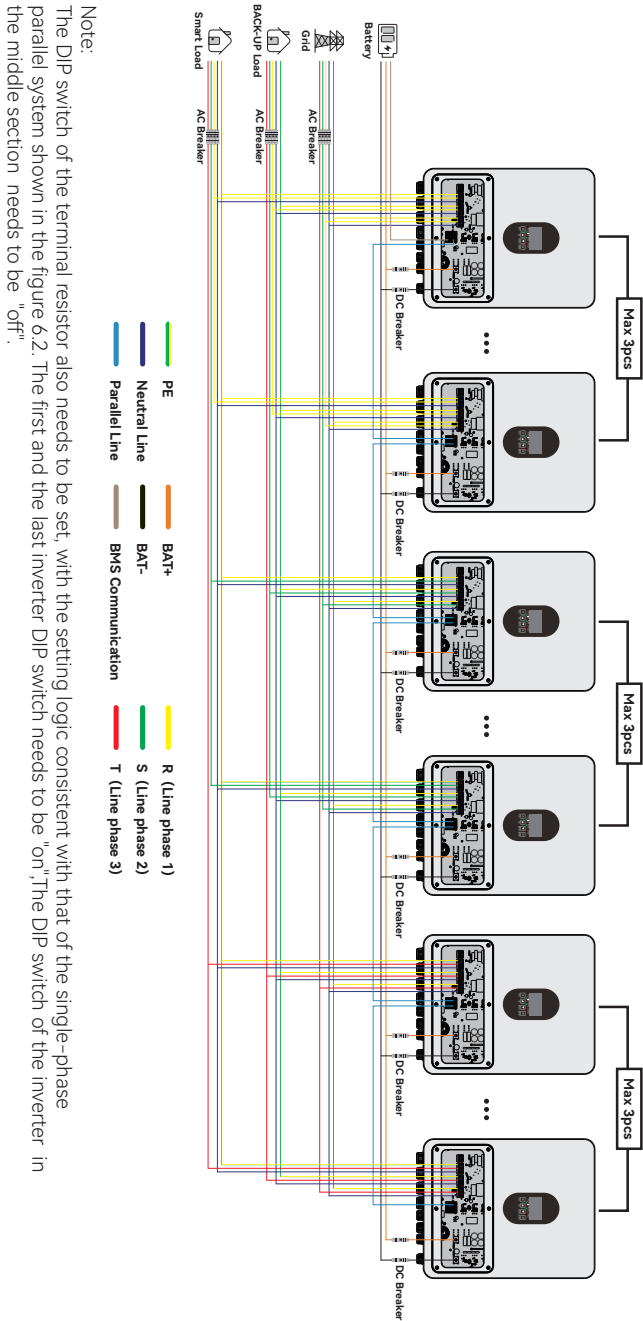 Max 3pcs
Max 3pcs
Max 3pcs
DC Breaker
DC Breaker
DC Breaker
DC Breaker
DC Breaker
DC Breaker
Battery
Grid
AC Breaker
BACK-UP Load
AC Breaker
Smart Load
AC Breaker
PE
BAT+
R (Line phase 1)
Neutral Line
BAT-
S (Line phase 2)
Parallel Line
BMS Communication
T (Line phase 3)
Note:
The DIP switch of the terminal resistor also needs to be set, with the setting logic consistent with that of the single-phase
parallel system shown in the figure 6.2. The first and the last inverter DIP switch needs to be "on",The DIP switch of the inverter in
the middle section needs to be "off".